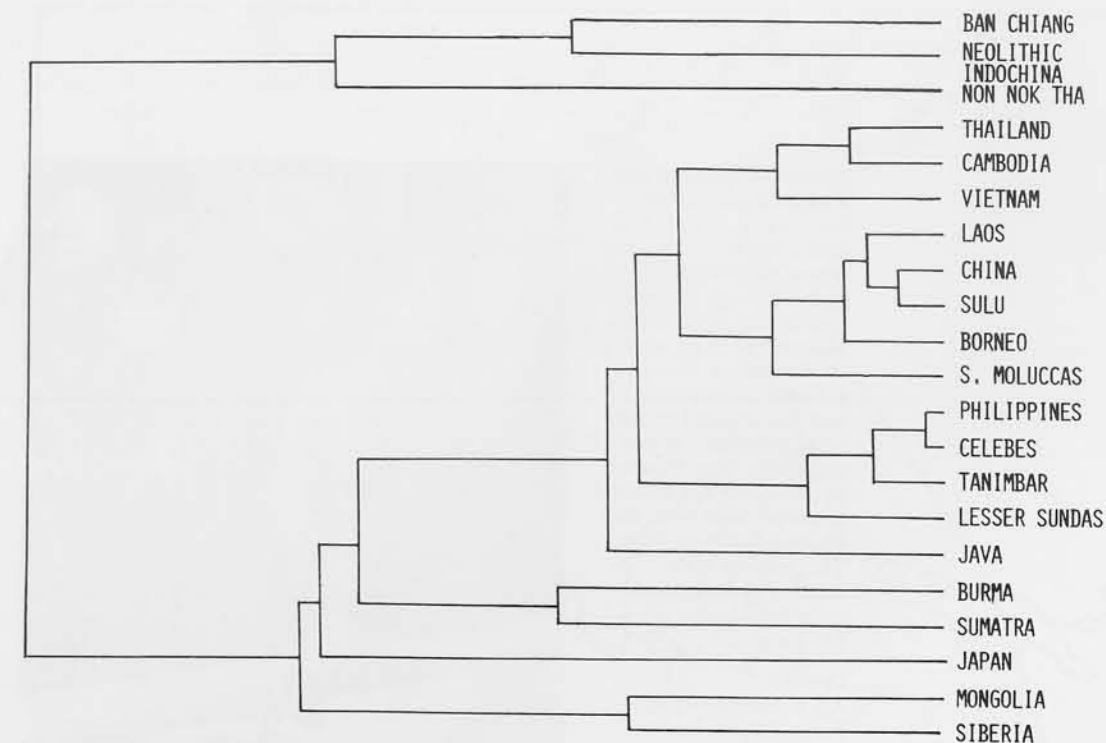 BAN CHIANG
NEOLITHIC
INDOCHINA
NON NOK THA
THAILAND
CAMBODIA
VIETNAM
LAOS
CHINA
SULU
BORNEO
S. MOLUCCAS
PHILIPPINES
CELEBES
TANIMBAR
LESSER SUNDAS
JAVA
BURMA
SUMATRA
JAPAN
MONGOLIA
SIBERIA